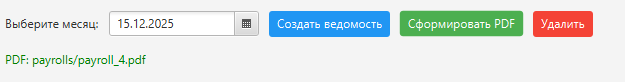 Выберите месяц: 15.12.2025 Создать ведомость Сформировать PDF Удалить
PDF: payrolls/payroll_4.pdf